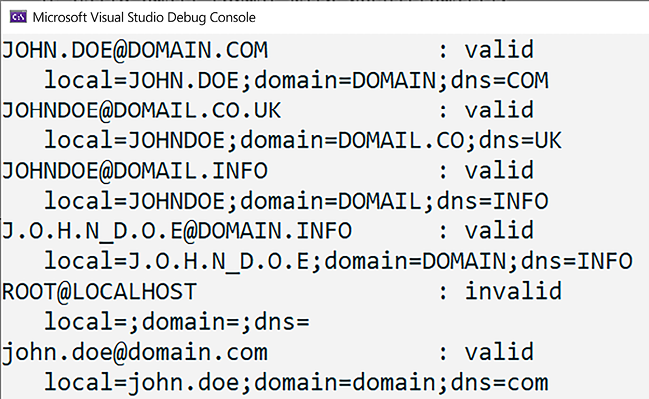 Microsoft Visual Studio Debug Console
JOHN.DOE@DOMAIN.COM : valid
local=JOHN.DOE;domain=DOMAIN;dns=COM
JOHNDOE@DOMAIL.CO.UK : valid
local=JOHNDOE;domain=DOMAIL.CO;dns=UK
JOHNDOE@DOMAIL.INFO : valid
local=JOHNDOE;domain=DOMAIL;dns=INFO
J.O.H.N_D.O.E@DOMAIN.INFO : valid
local=J.O.H.N_D.O.E;domain=DOMAIN;dns=INFO
ROOT@LOCALHOST : invalid
local=;domain=;dns=
john.doe@domain.com : valid
local=john.doe;domain=domain;dns=com